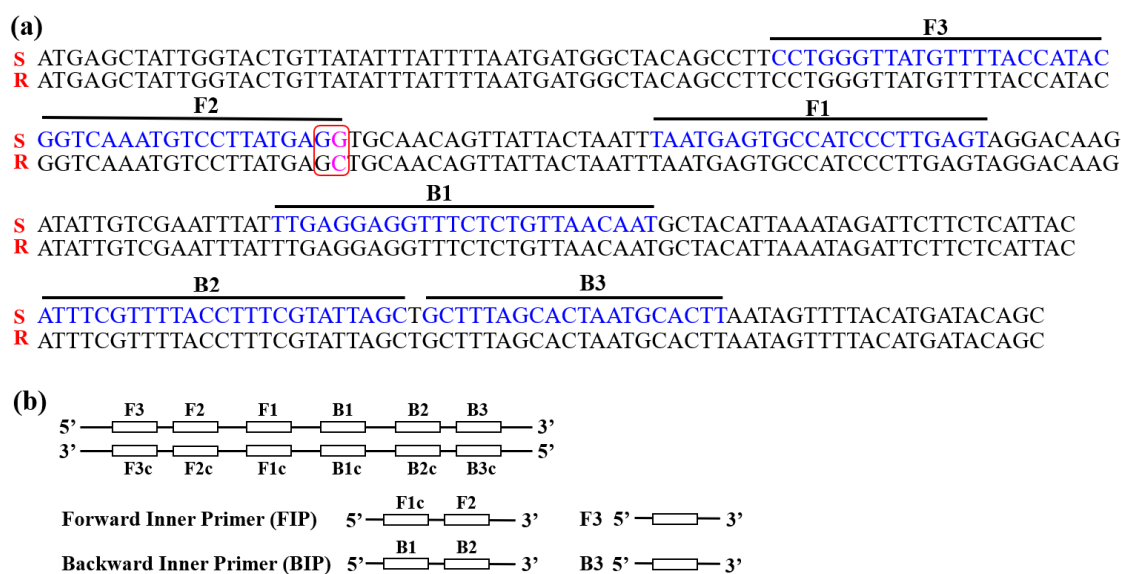 (a)
F3
S ATGAGCTATTGGTACTGTTATATTTATTTTAATGATGGCTACAGCCTTCCTGGGTTATGTTTTACCATAC
R ATGAGCTATTGGTACTGTTATATTTATTTTAATGATGGCTACAGCCTTCCTGGGTTATGTTTTACCATAC
F2 F1
S GGTCAAATGTCCTTATGAGGTGCAACAGTTATTACTAATTTAATGAGTGCCATCCCTTGAGTAGGACAAG
R GGTCAAATGTCCTTATGAGCTGCAACAGTTATTACTAATTTAATGAGTGCCATCCCTTGAGTAGGACAAG
B1
S ATATTGTCGAATTTATTTGAGGAGGTTTCTCTGTTAACAATGCTACATTAAATAGATTCTTCTCATTAC
R ATATTGTCGAATTTATTTGAGGAGGTTTCTCTGTTAACAATGCTACATTAAATAGATTCTTCTCATTAC
B2 B3
S ATTTCGTTTTACCTTTCGTATTAGCTGCTTTAGCACTAATGCACTTAATAGTTTTACATGATACAGC
R ATTTCGTTTTACCTTTCGTATTAGCTGCTTTAGCACTAATGCACTTAATAGTTTTACATGATACAGC
(b)
F3 F2 F1 B1 B2 B3
5’ 3’
3’ 5’
F3c F2c F1c B1c B2c B3c
F1c F2
Forward Inner Primer (FIP) 5’ 3’ F3 5’ 3’
B1 B2
Backward Inner Primer (BIP) 5’ 3’ B3 5’ 3’